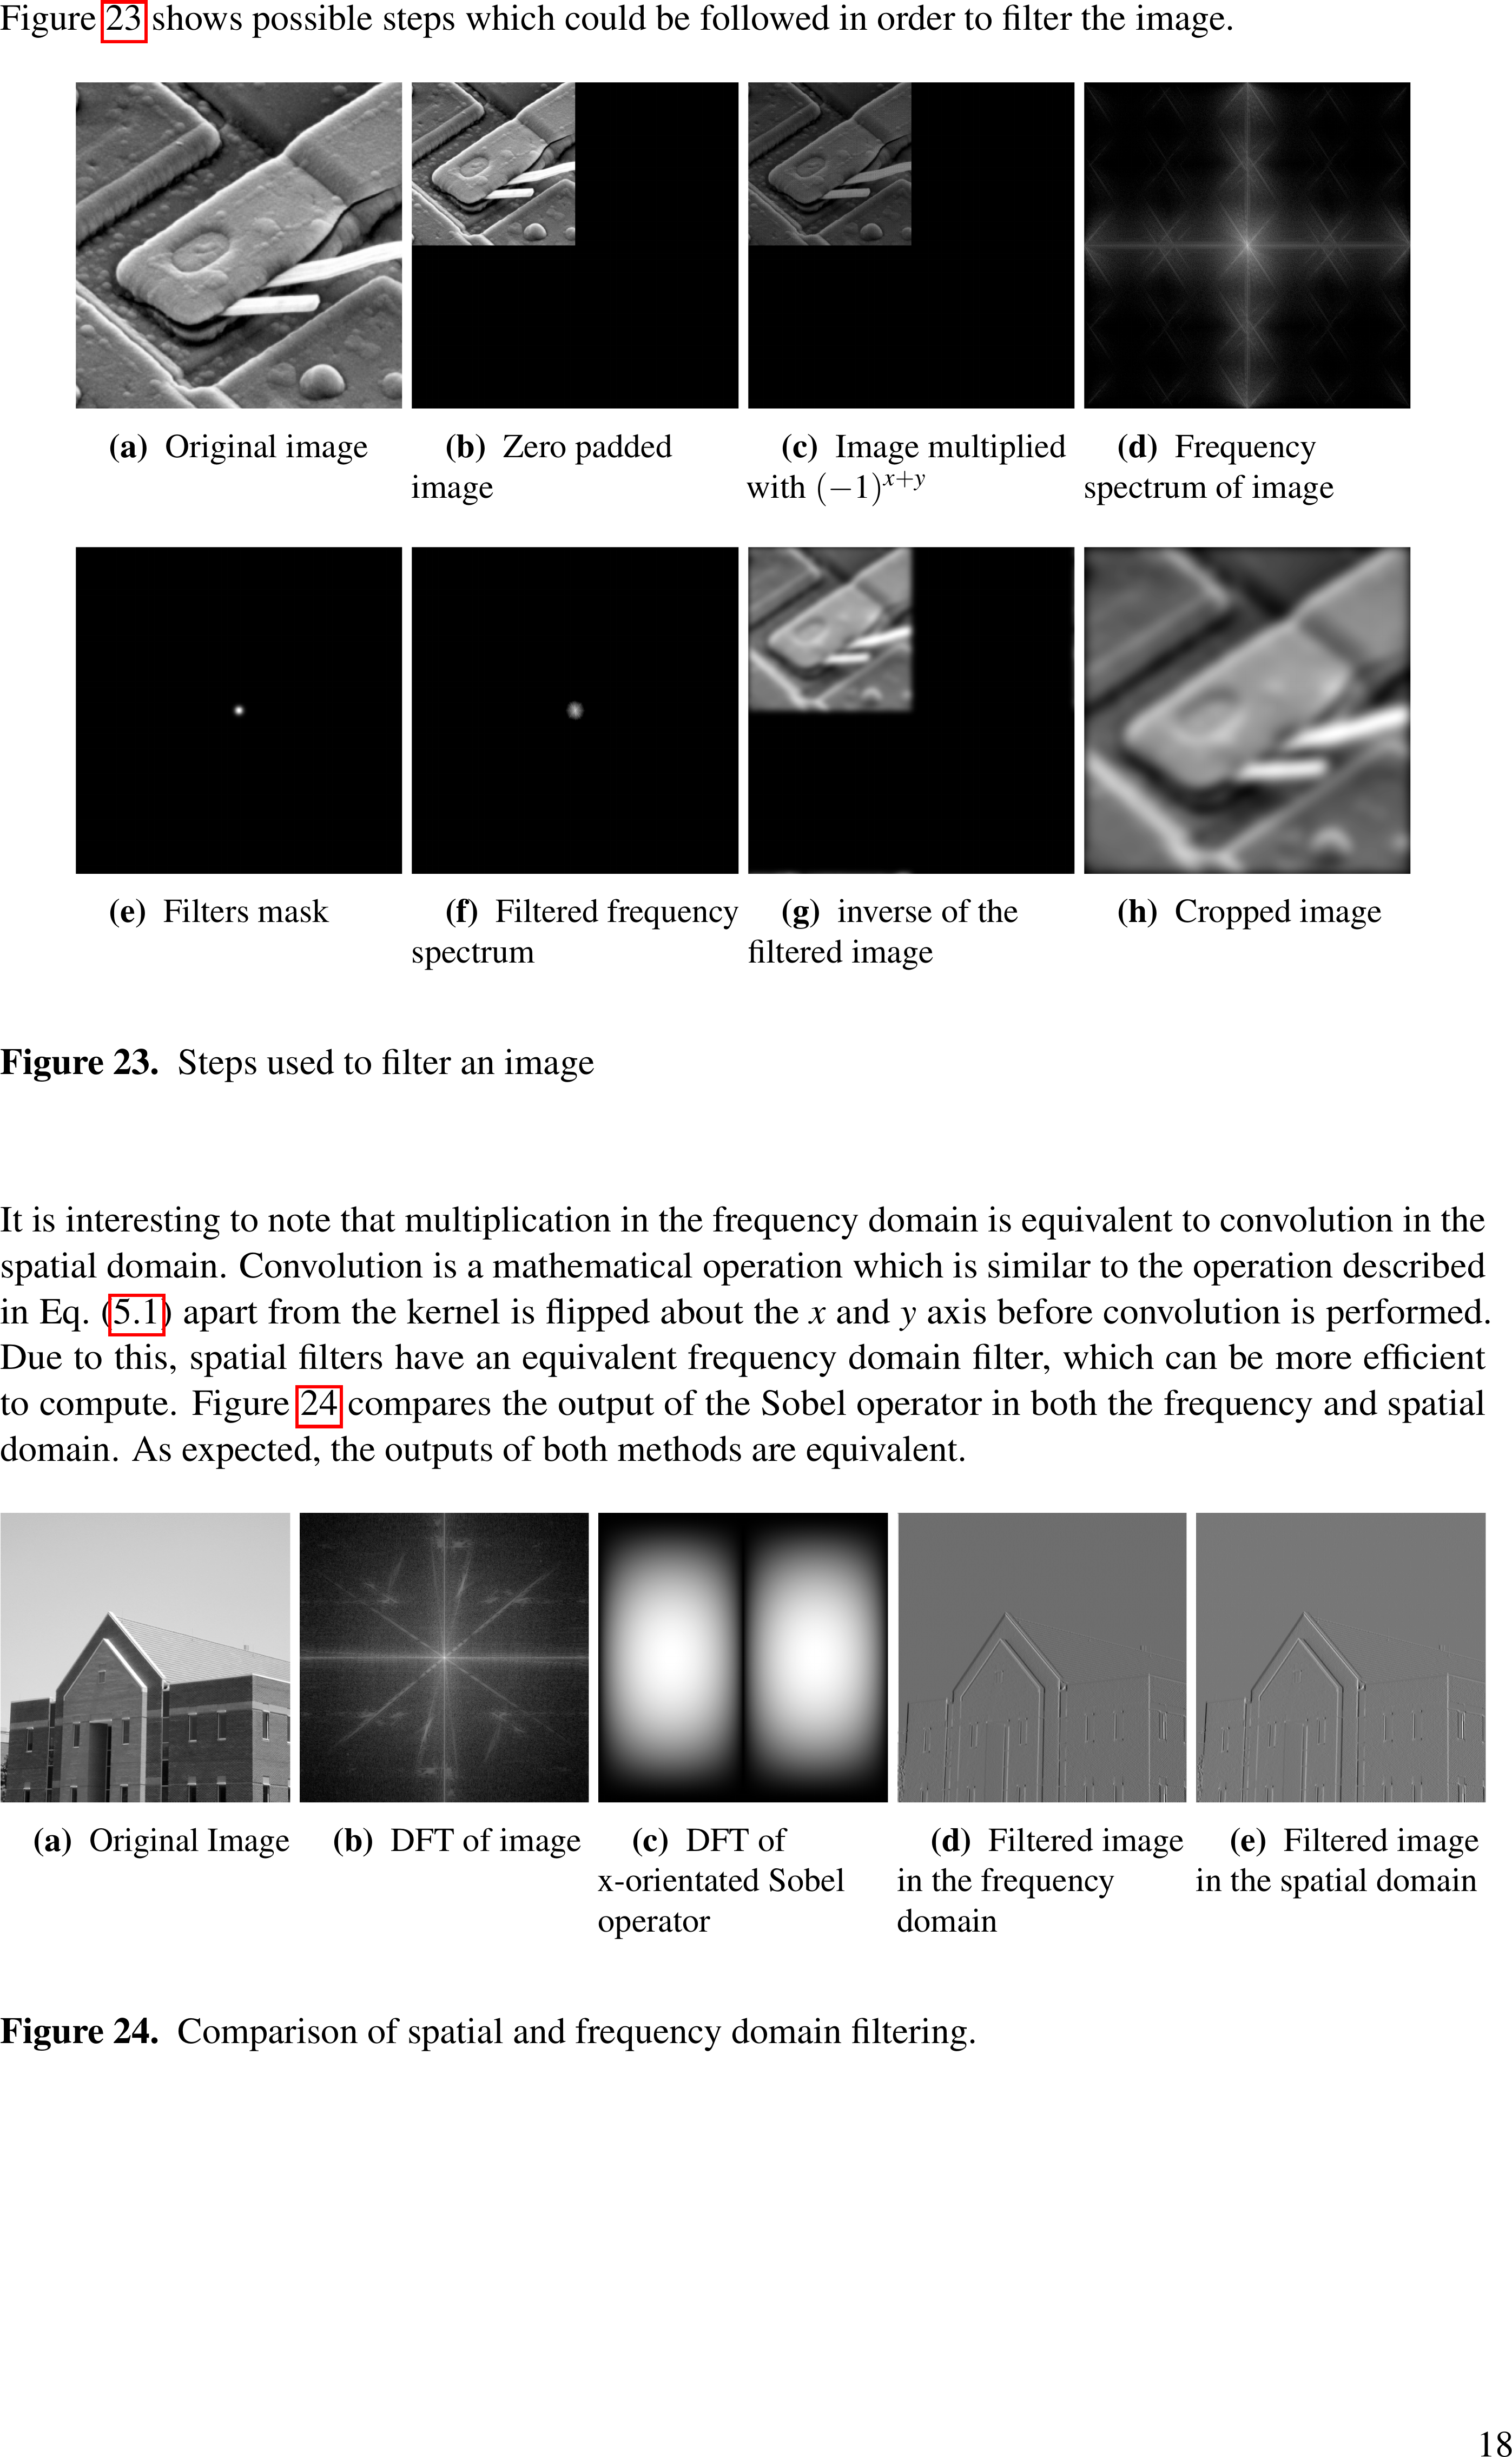 Figure 23 shows possible steps which could be followed in order to filter the image.
(a) Original image
(b) Zero padded
image
(c) Image multiplied
with (−1)^{x+y}
(d) Frequency
spectrum of image
(e) Filters mask
(f) Filtered frequency
spectrum
(g) inverse of the
filtered image
(h) Cropped image
Figure 23. Steps used to filter an image
It is interesting to note that multiplication in the frequency domain is equivalent to convolution in the
spatial domain. Convolution is a mathematical operation which is similar to the operation described
in Eq. (5.1) apart from the kernel is flipped about the x and y axis before convolution is performed.
Due to this, spatial filters have an equivalent frequency domain filter, which can be more efficient
to compute. Figure 24 compares the output of the Sobel operator in both the frequency and spatial
domain. As expected, the outputs of both methods are equivalent.
(a) Original Image
(b) DFT of image
(c) DFT of
x-orientated Sobel
operator
(d) Filtered image
in the frequency
domain
(e) Filtered image
in the spatial domain
Figure 24. Comparison of spatial and frequency domain filtering.
18